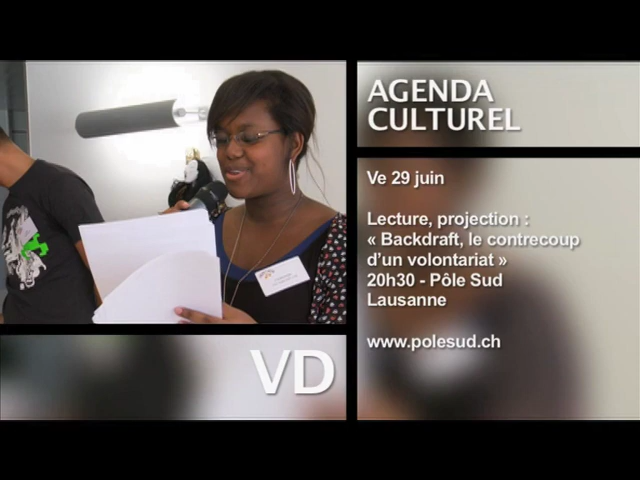 AGENDA
CULTUREL
Ve 29 juin
Lecture, projection :
« Backdraft, le contrecoup
d'un volontariat »
20h30 - Pôle Sud
Lausanne
www.polesud.ch
VD